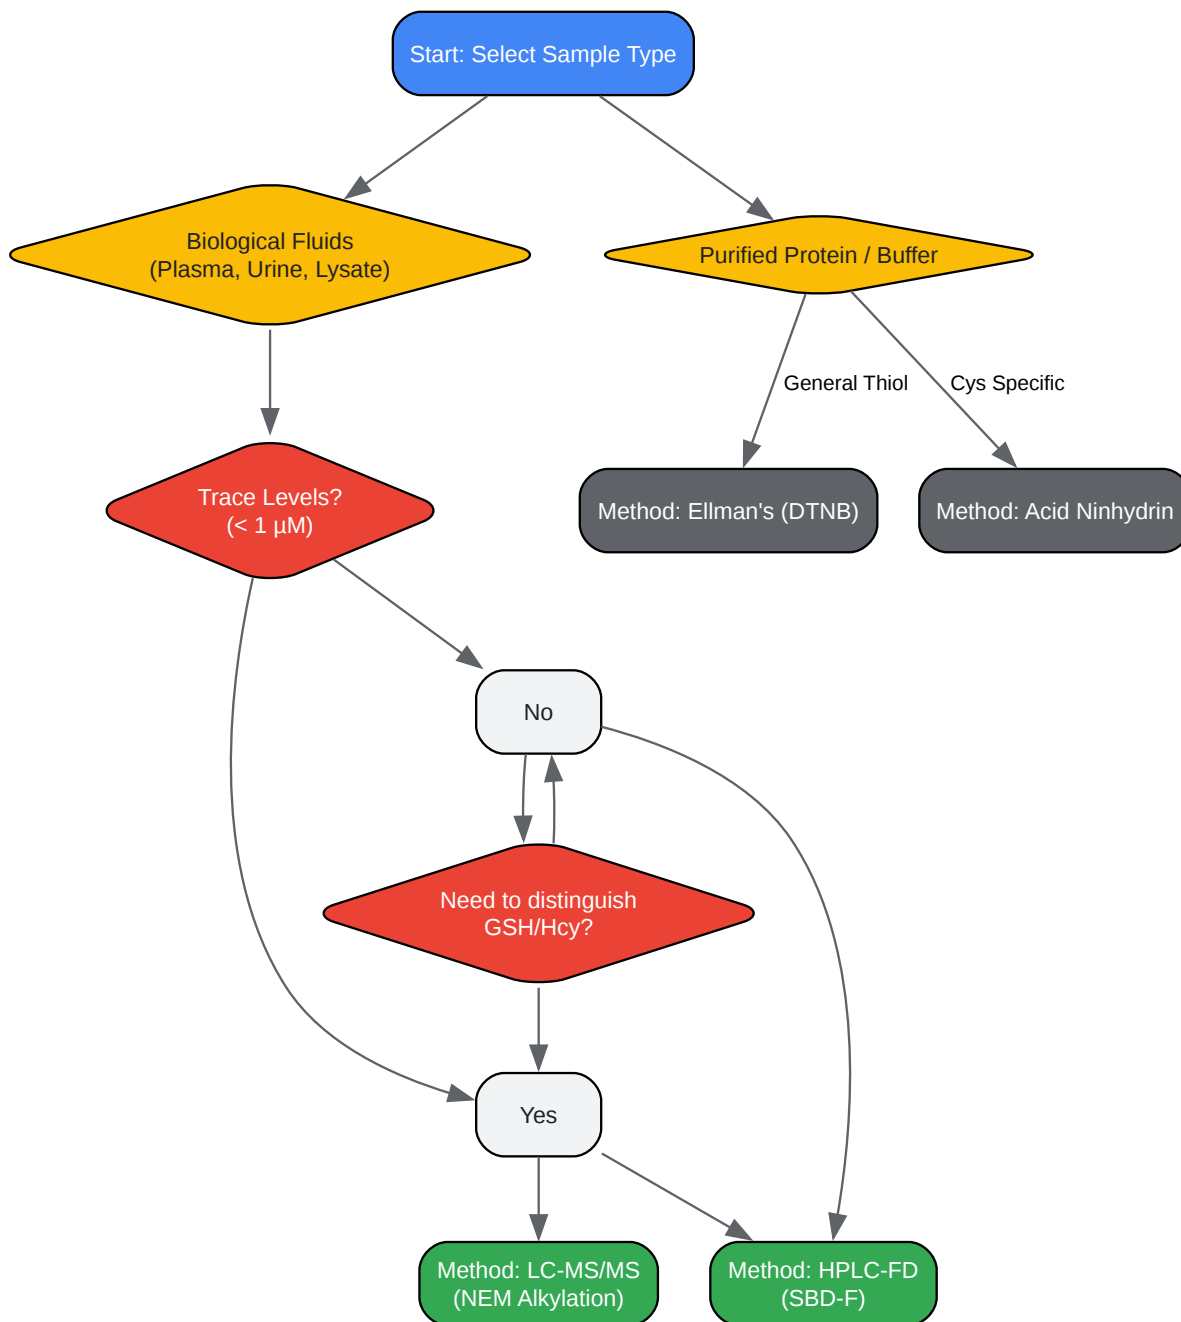 Start: Select Sample Type
Biological Fluids
(Plasma, Urine, Lysate)
Purified Protein / Buffer
General Thiol
Cys Specific
Trace Levels?
(< 1 µM)
Method: Ellman's (DTNB)
Method: Acid Ninhydrin
No
Need to distinguish
GSH/Hcy?
Yes
Method: LC-MS/MS
(NEM Alkylation)
Method: HPLC-FD
(SBD-F)